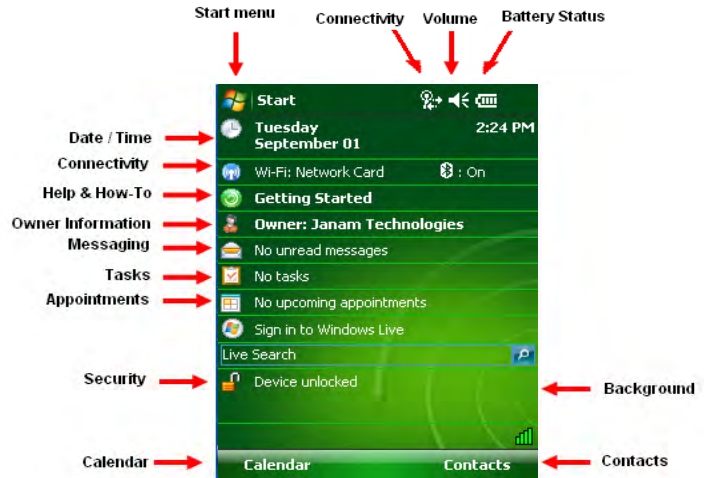 Start menu
Connectivity
Volume
Battery Status
Start
Date / Time
Tuesday
September 01
2:24 PM
Connectivity
Wi-Fi: Network Card
: On
Help & How-To
Getting Started
Owner Information
Owner: Janam Technologies
Messaging
No unread messages
Tasks
No tasks
Appointments
No upcoming appointments
Sign in to Windows Live
Live Search
Security
Device unlocked
Background
Calendar
Calendar
Contacts
Contacts